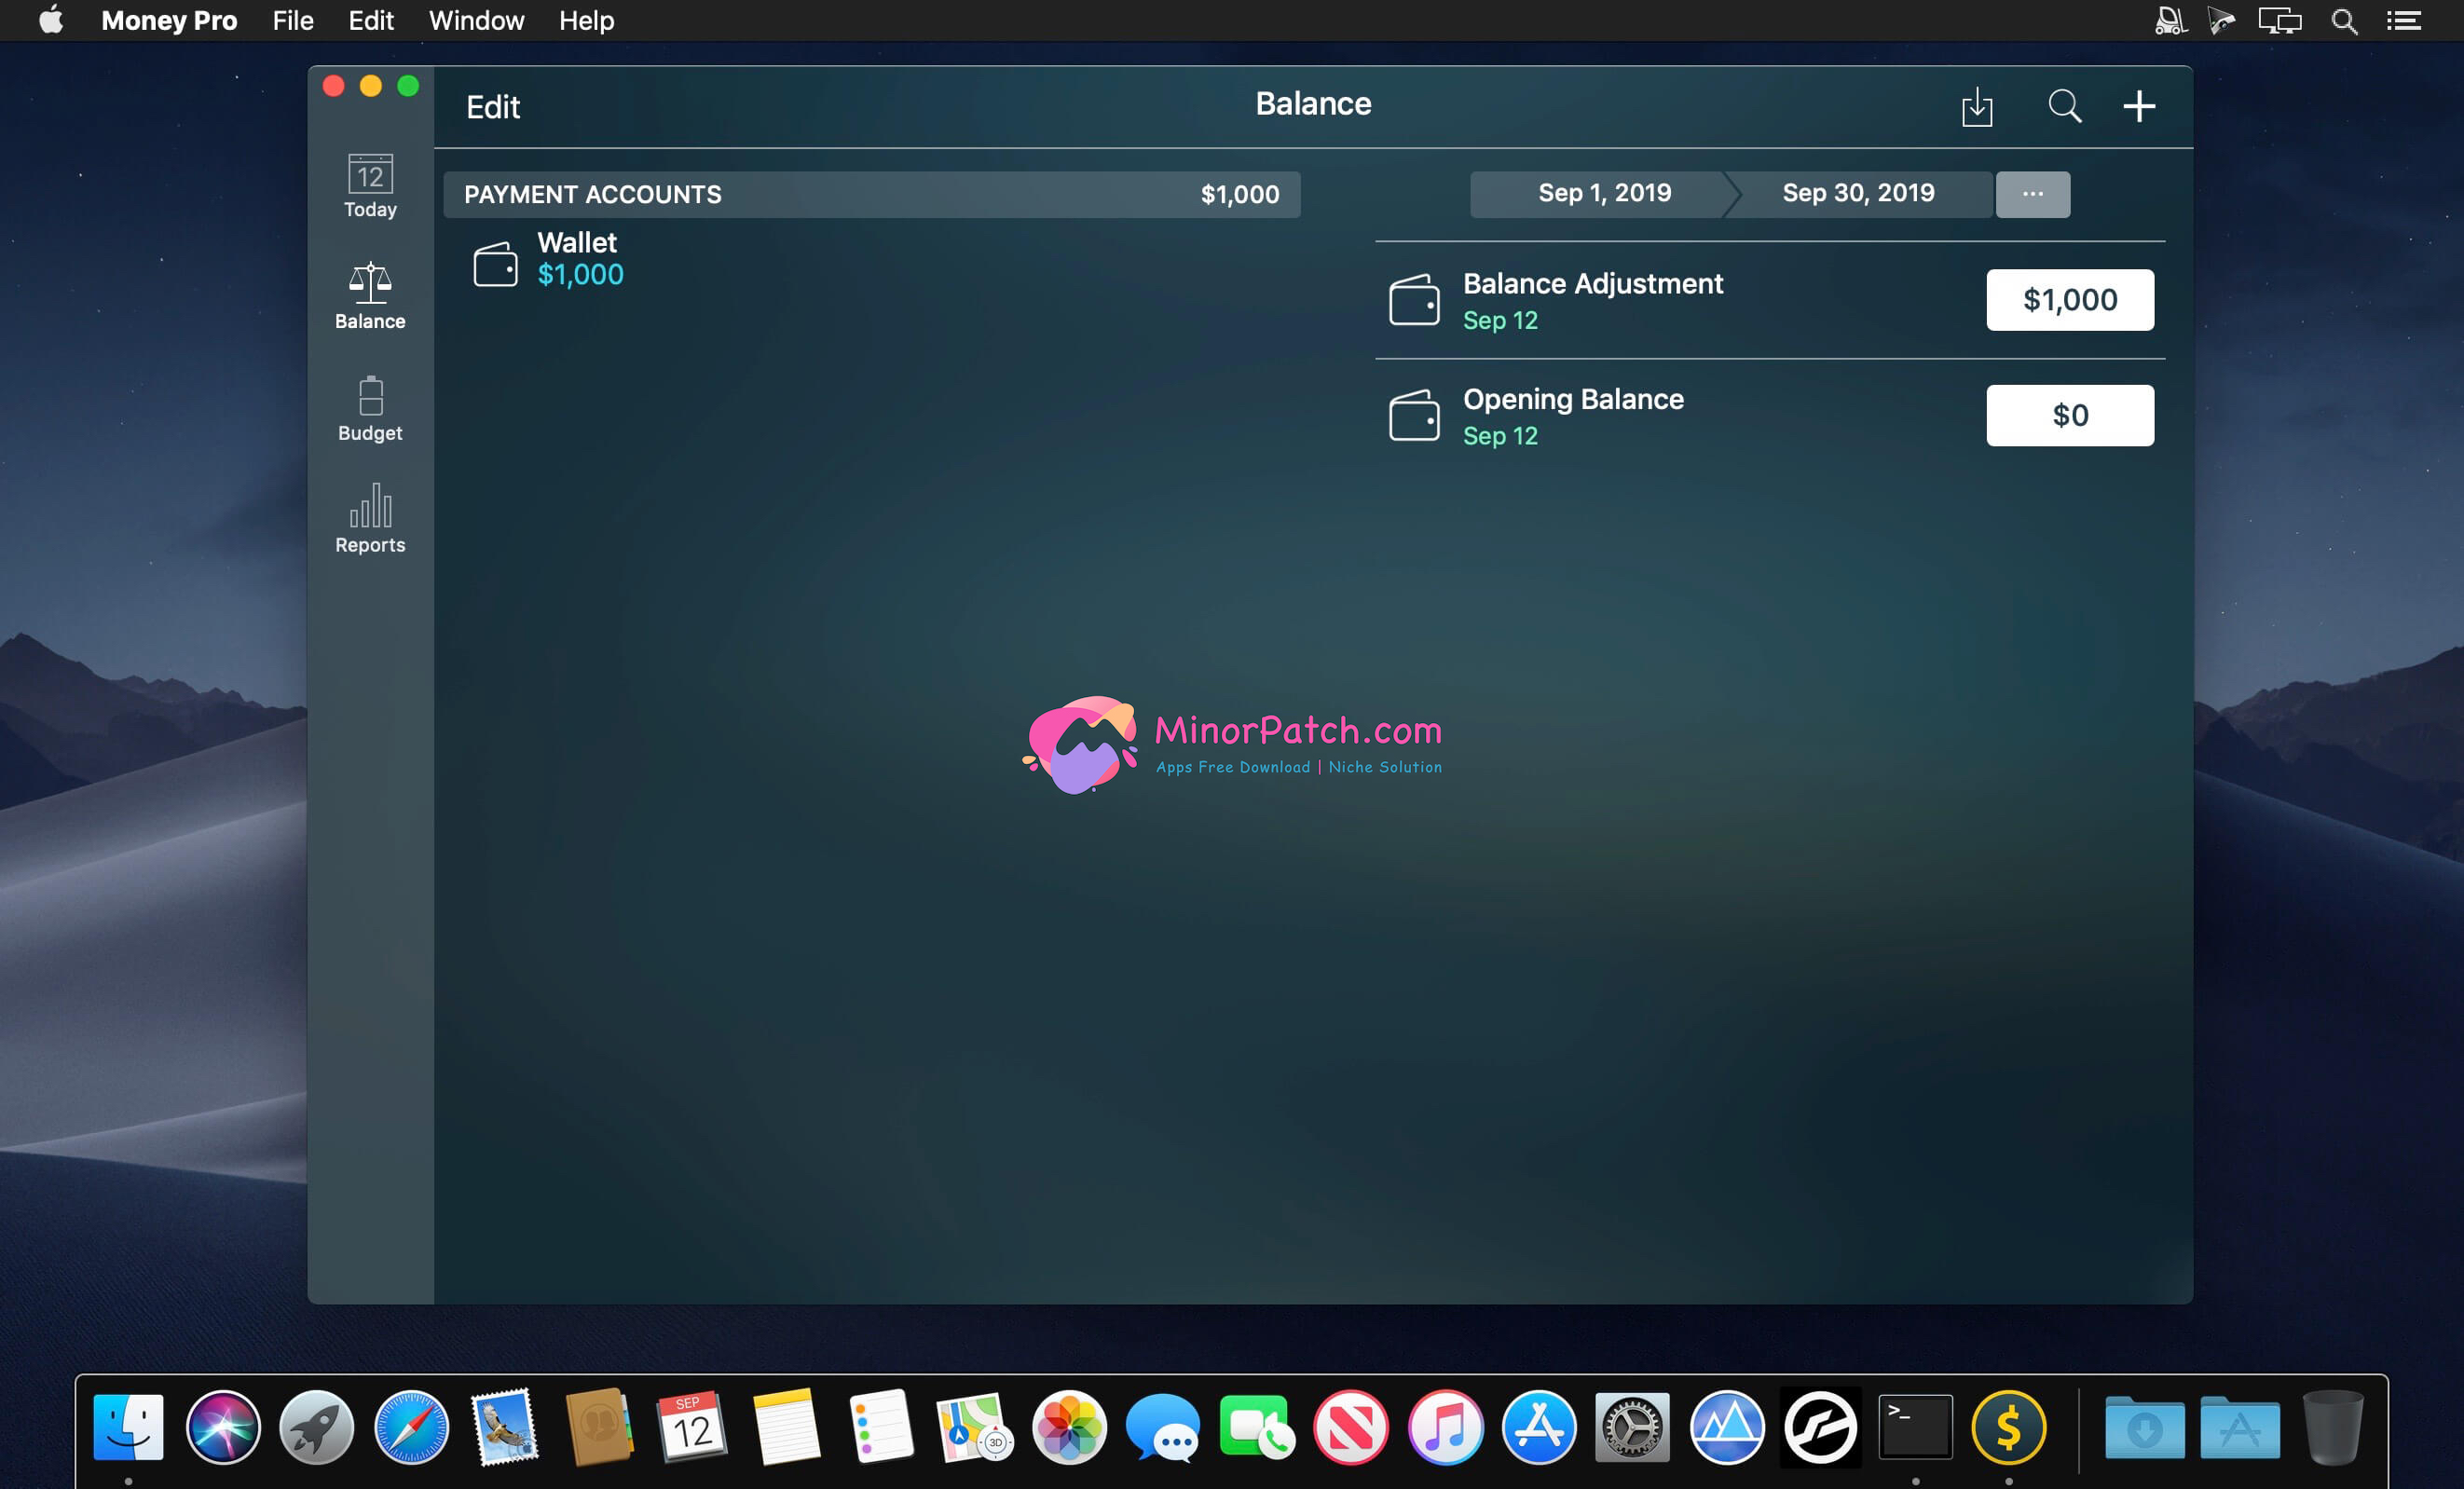 Money Pro File Edit Window Help
Edit
Balance
12
Today
Balance
Budget
Reports
PAYMENT ACCOUNTS $1,000
Wallet
$1,000
Sep 1, 2019 Sep 30, 2019 ...
Balance Adjustment
Sep 12
$1,000
Opening Balance
Sep 12
$0
MinorPatch.com
Apps Free Download | Niche Solution
SEP
12
3D
>_
$